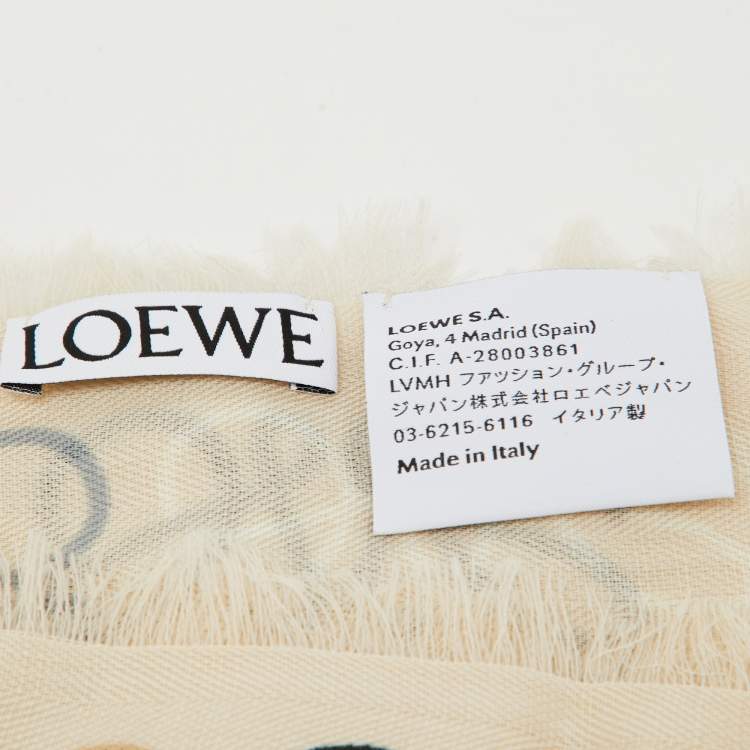 LOEWE
LOEWE S.A.
Goya, 4 Madrid (Spain)
C.I.F. A-28003861
LVMH ファッション・グループ・
ジャパン株式会社ロエベジャパン
03-6215-6116 イタリア製
Made in Italy